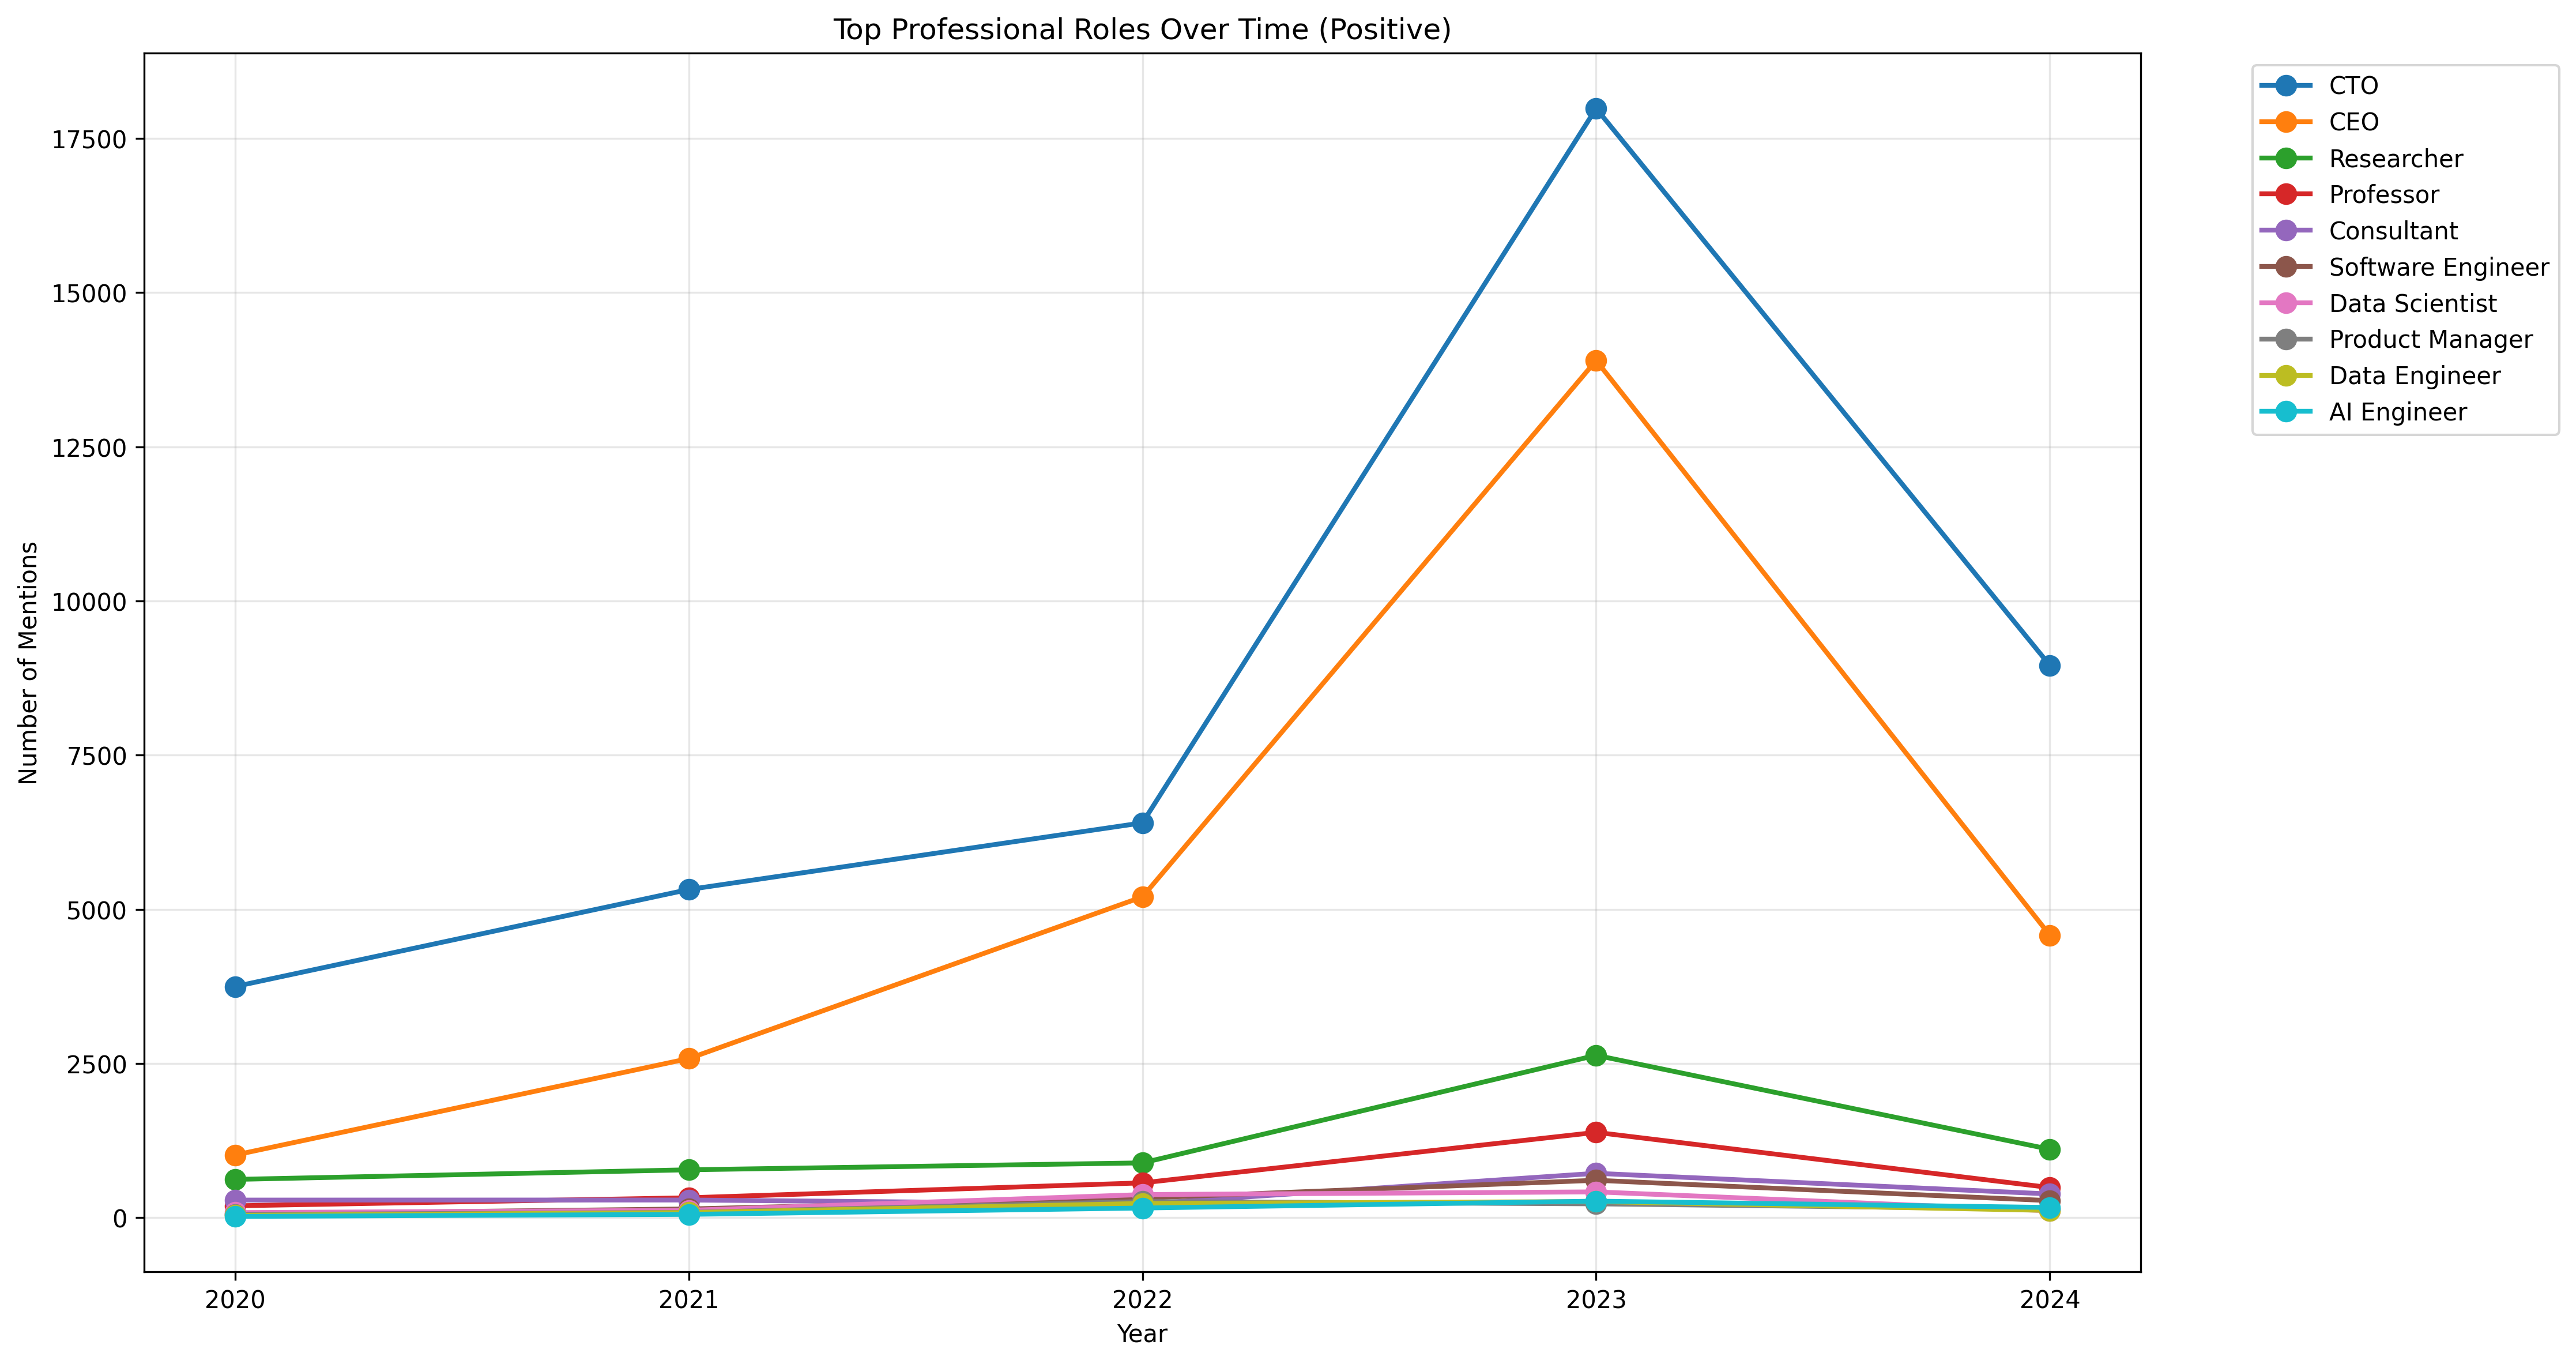 Top Professional Roles Over Time (Positive)
Number of Mentions
17500
15000
12500
10000
7500
5000
2500
0
2020
2021
2022
2023
2024
Year
CTO
CEO
Researcher
Professor
Consultant
Software Engineer
Data Scientist
Product Manager
Data Engineer
AI Engineer